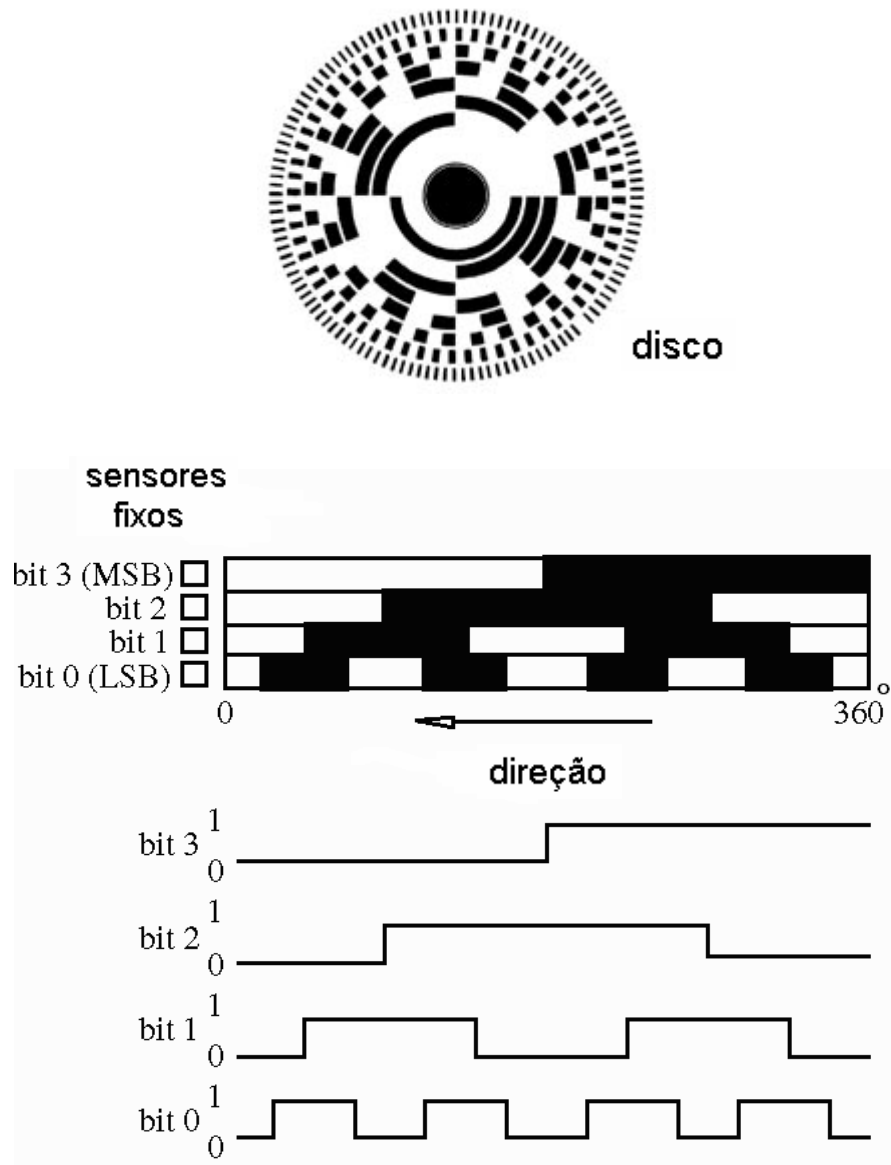 disco
sensores
fixos
bit 3 (MSB)
bit 2
bit 1
bit 0 (LSB)
0 360 °
direção
bit 3 1 0
bit 2 1 0
bit 1 1 0
bit 0 1 0